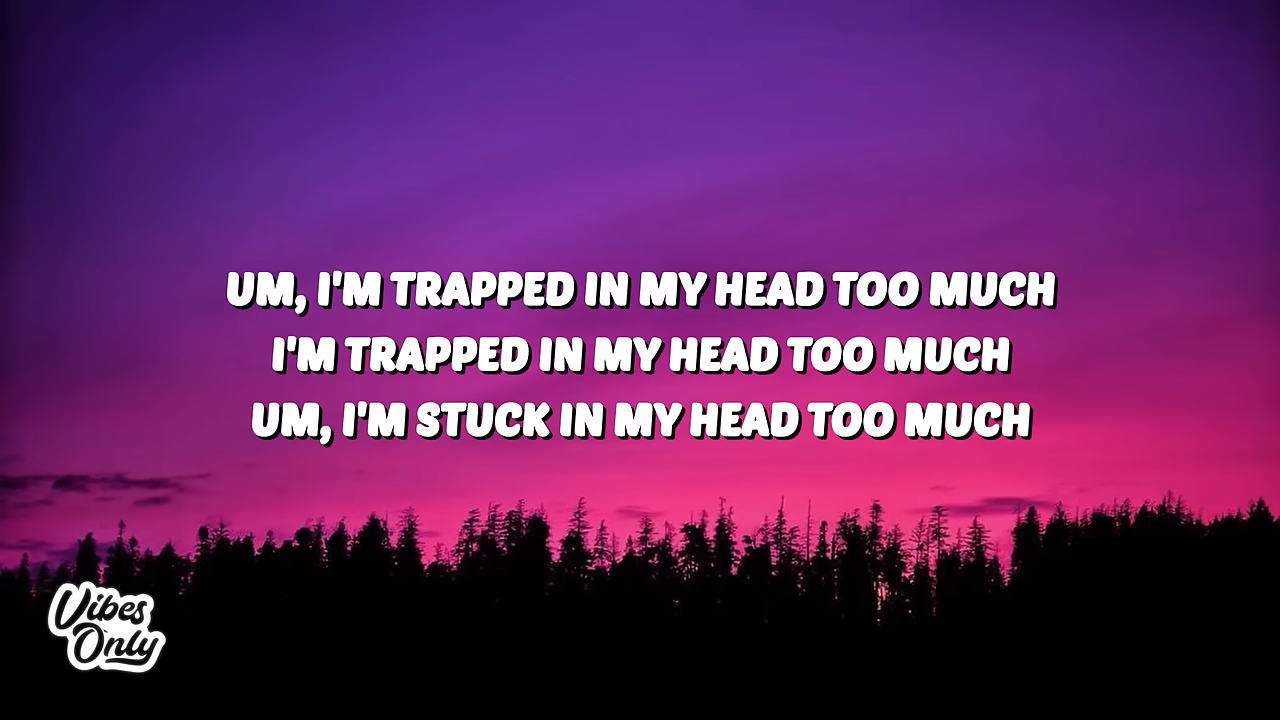 UM, I'M TRAPPED IN MY HEAD TOO MUCH
I'M TRAPPED IN MY HEAD TOO MUCH
UM, I'M STUCK IN MY HEAD TOO MUCH
Vibes
Only